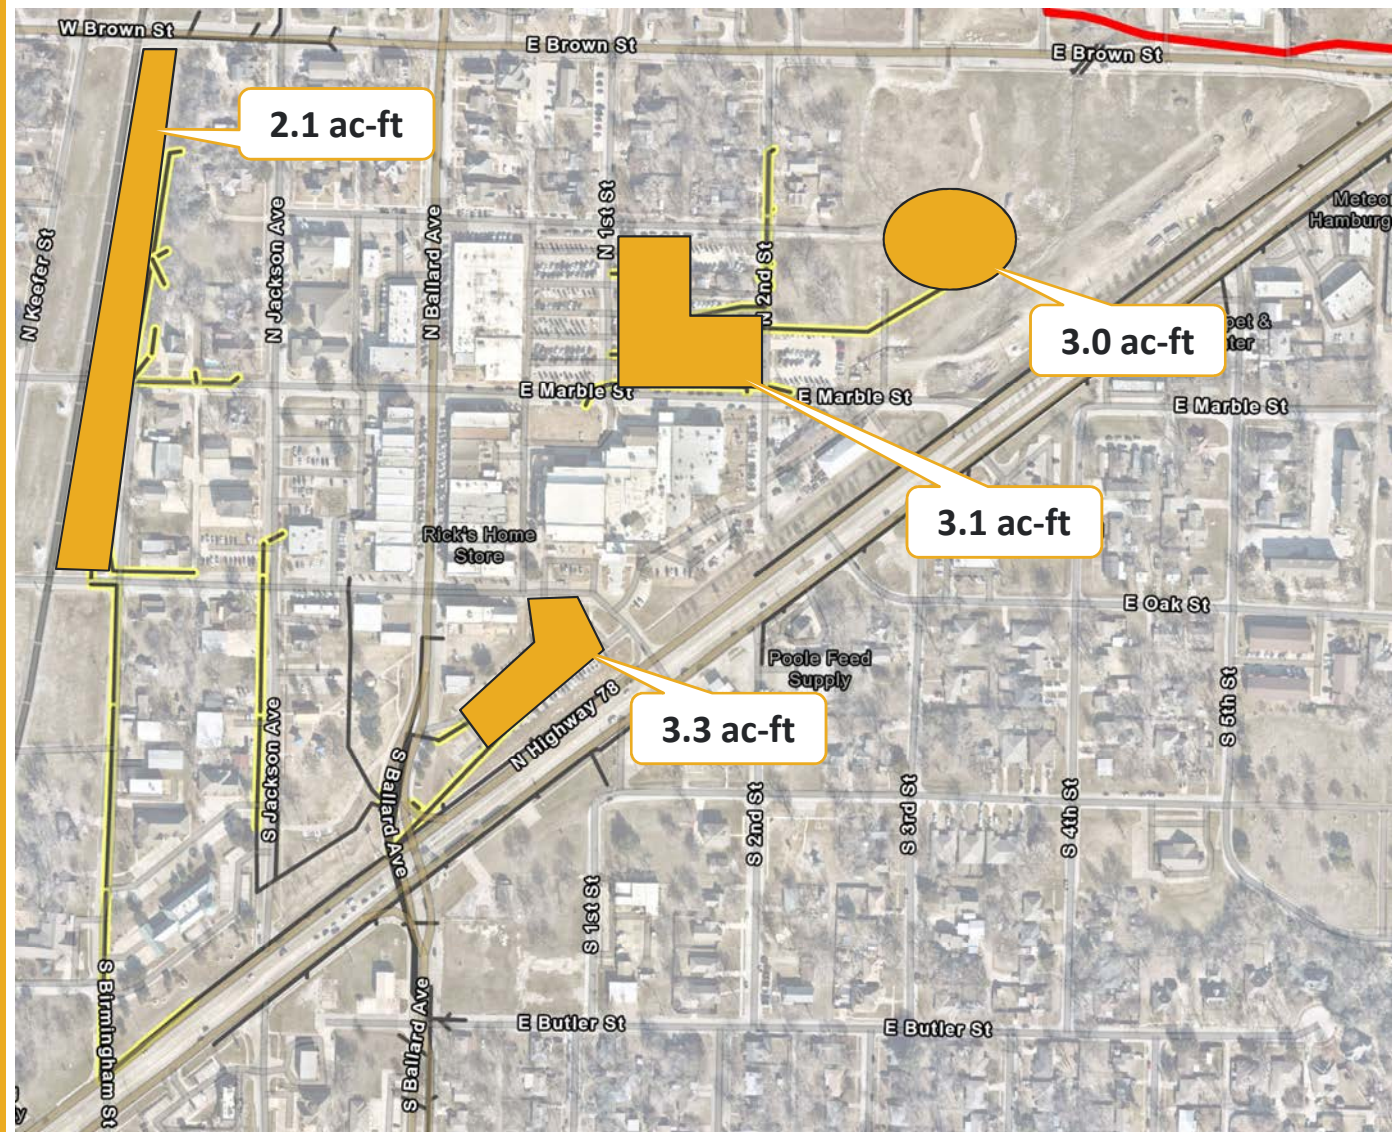 W Brown St
E Brown St
E Brown St
2.1 ac-ft
N Keefer St
N Jackson Ave
N Ballard Ave
N 1st St
N 2nd St
Hamburg
3.0 ac-ft
E Marble St
E Marble St
E Marble St
3.1 ac-ft
Rick's Home
Store
E Oak St
Poole Feed
Supply
3.3 ac-ft
N Highway 78
S Jackson Ave
S Ballard Ave
S 1st St
S 2nd St
S 3rd St
S 4th St
S 5th St
S Birmingham St
S Ballard Ave
E Butler St
E Butler St